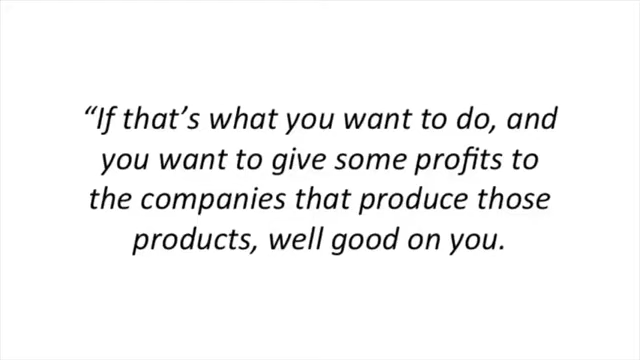 “If that’s what you want to do, and
you want to give some profits to
the companies that produce those
products, well good on you.